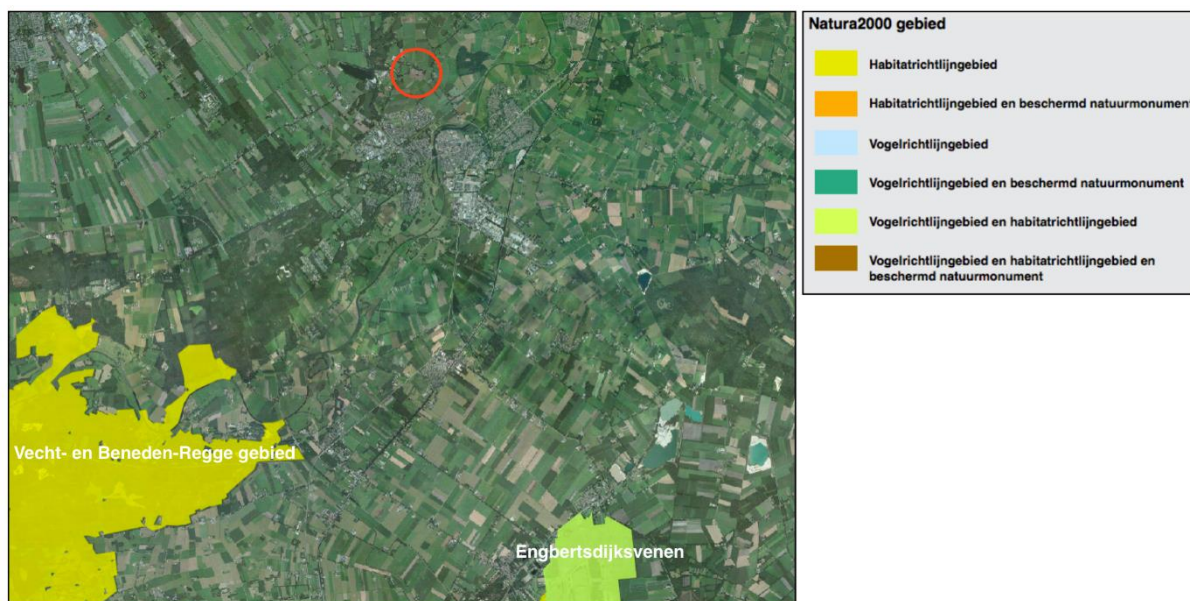 Vecht- en Beneden-Regge gebied
Engbertsdijksvenen
Natura2000 gebied
Habitatrichtlijngebied
Habitatrichtlijngebied en beschermd natuurmonument
Vogelrichtlijngebied
Vogelrichtlijngebied en beschermd natuurmonument
Vogelrichtlijngebied en habitatrichtlijngebied
Vogelrichtlijngebied en habitatrichtlijngebied en
beschermd natuurmonument